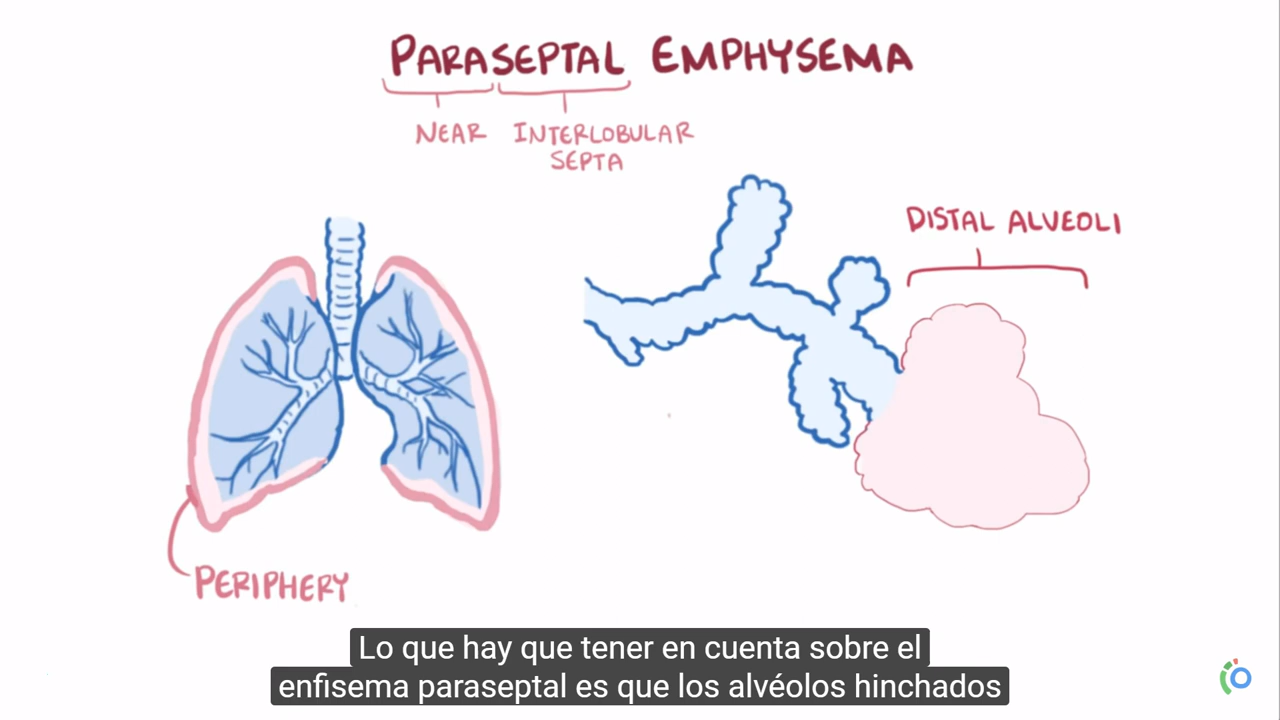 PARASEPTAL EMPHYSEMA
NEAR INTERLOBULAR
SEPTA
DISTAL ALVEOLI
PERIPHERY
Lo que hay que tener en cuenta sobre el
enfisema paraseptal es que los alvéolos hinchados